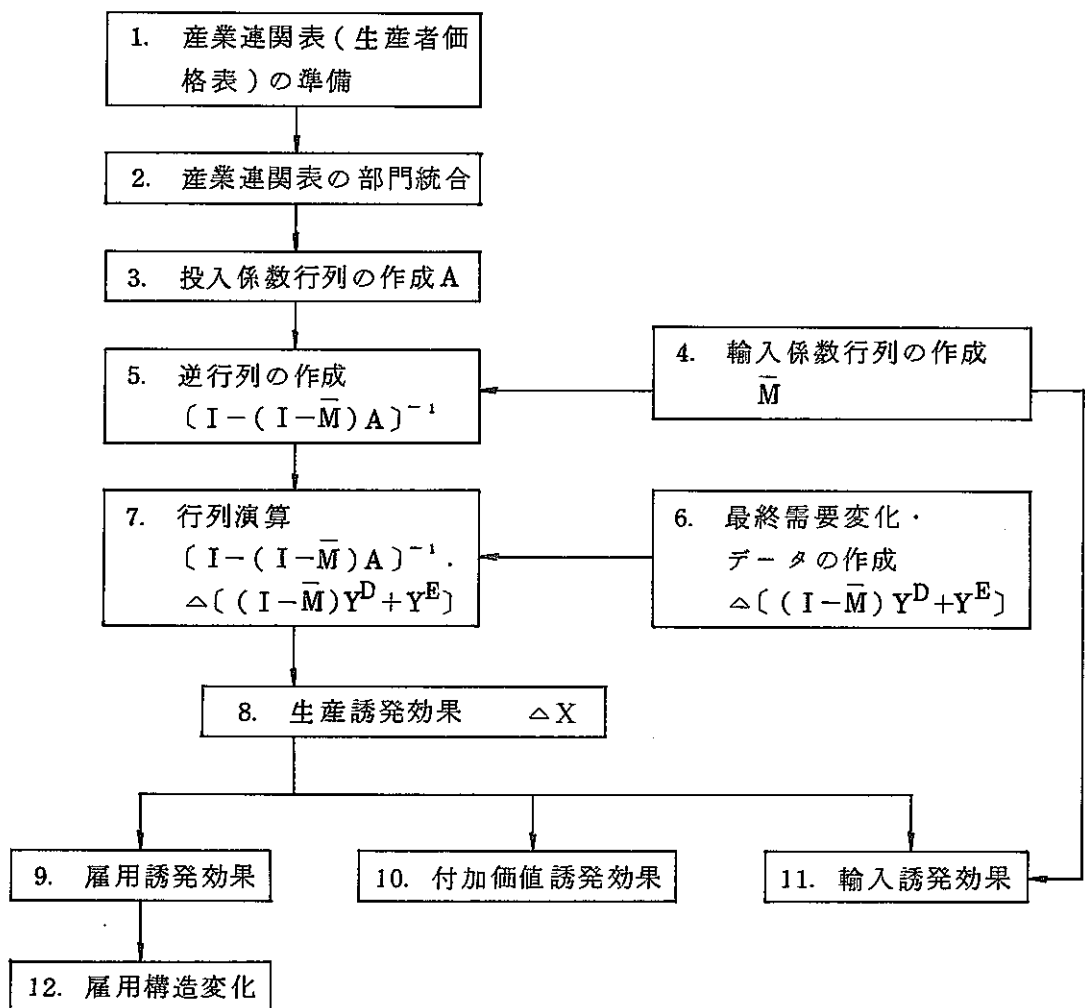 1. 産業連関表(生産者価
格表)の準備
2. 産業連関表の部門統合
3. 投入係数行列の作成A
4. 輸入係数行列の作成
M̄
5. 逆行列の作成
〔I-(I-M̄)A〕⁻¹
6. 最終需要変化・
データの作成
△〔(I-M̄)Yᴰ+Yᴱ〕
7. 行列演算
〔I-(I-M̄)A〕⁻¹・
△〔(I-M̄)Yᴰ+Yᴱ〕
8. 生産誘発効果 △X
9. 雇用誘発効果
10. 付加価値誘発効果
11. 輸入誘発効果
12. 雇用構造変化